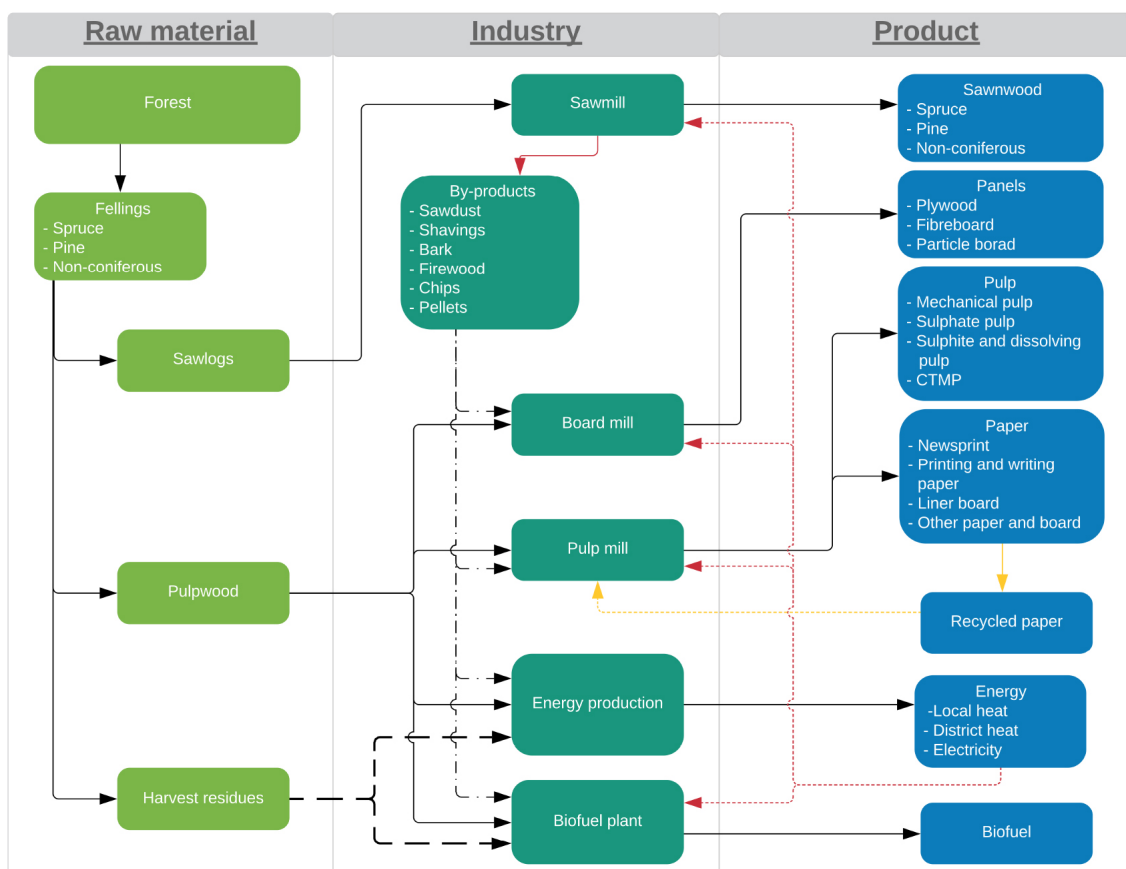 Raw material
Industry
Product
Forest
Fellings
- Spruce
- Pine
- Non-coniferous
Sawlogs
Pulpwood
Harvest residues
Sawmill
By-products
- Sawdust
- Shavings
- Bark
- Firewood
- Chips
- Pellets
Board mill
Pulp mill
Energy production
Biofuel plant
Sawnwood
- Spruce
- Pine
- Non-coniferous
Panels
- Plywood
- Fibreboard
- Particle borad
Pulp
- Mechanical pulp
- Sulphate pulp
- Sulphite and dissolving
pulp
- CTMP
Paper
- Newsprint
- Printing and writing
paper
- Liner board
- Other paper and board
Recycled paper
Energy
-Local heat
- District heat
- Electricity
Biofuel